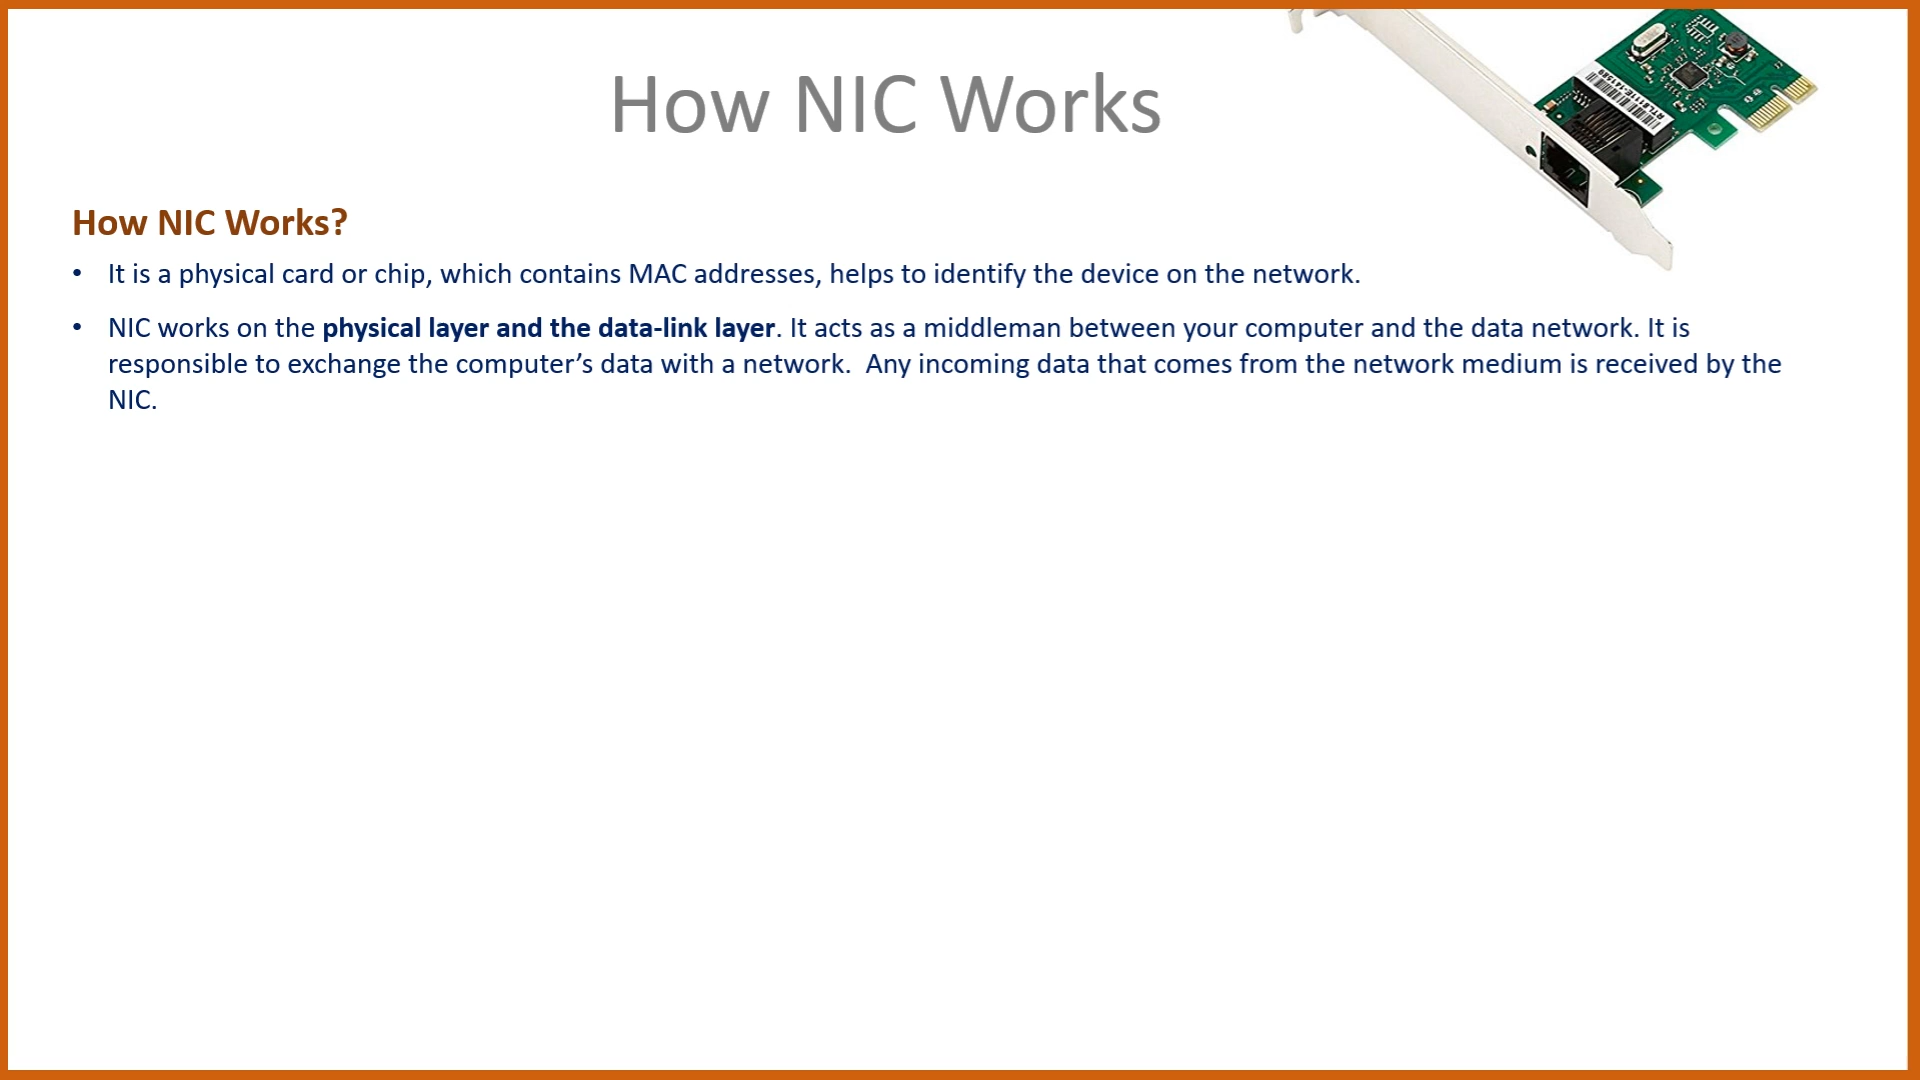 How NIC Works
RTL8111E-141589
How NIC Works?
• It is a physical card or chip, which contains MAC addresses, helps to identify the device on the network.
• NIC works on the physical layer and the data-link layer. It acts as a middleman between your computer and the data network. It is
responsible to exchange the computer’s data with a network.  Any incoming data that comes from the network medium is received by the
NIC.